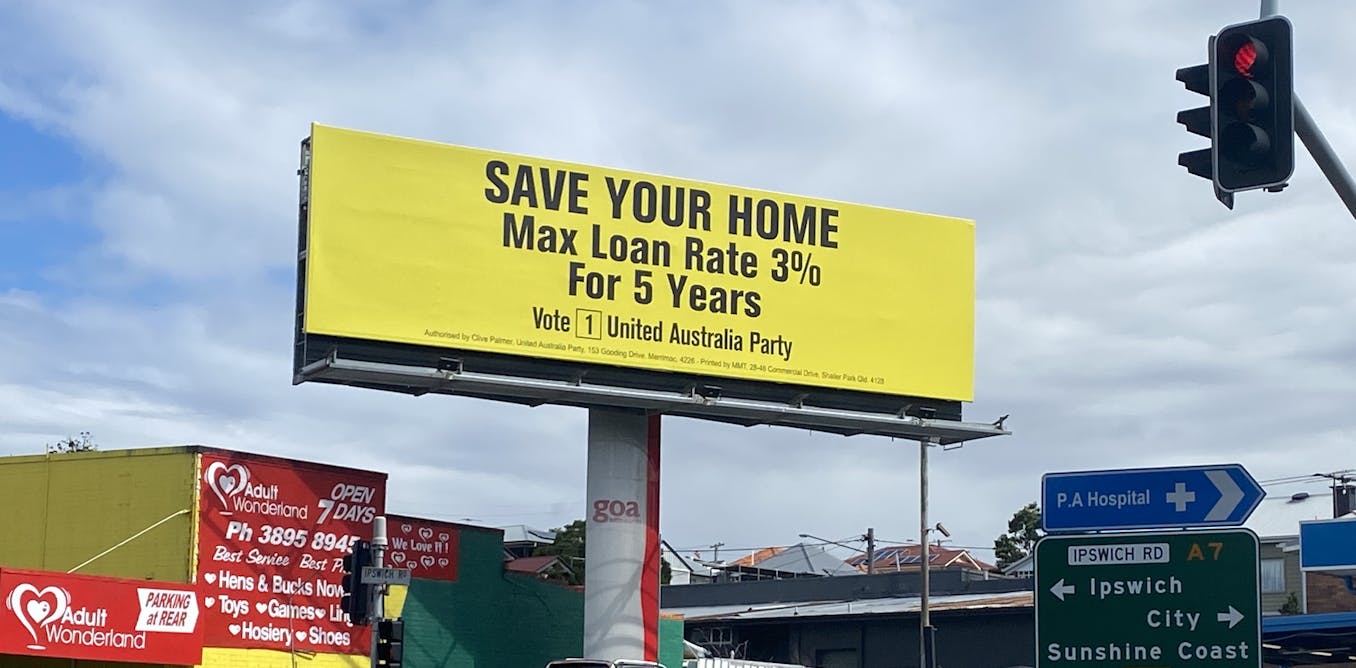 SAVE YOUR HOME
Max Loan Rate 3%
For 5 Years
Vote 1 United Australia Party
Authorised by Clive Palmer, United Australia Party, 153 Gooding Drive, Merrimac, 4226 - Printed by MMT, 28-46 Commercial Drive, Shailer Park Qld. 4128
goa
Adult
Wonderland
OPEN
7 DAYS
Ph 3895 8945
Best Service Best
Hens & Bucks
Toys Games
Hosiery Shoes
We Love It !
IPSWICH RD
Adult
Wonderland
PARKING
at REAR
P.A Hospital
IPSWICH RD A7
Ipswich
City
Sunshine Coast